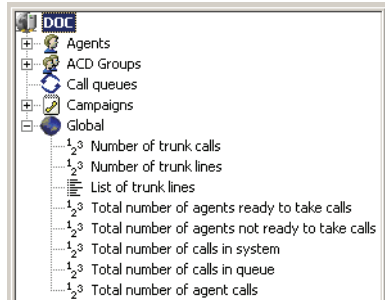 DOC
Agents
ACD Groups
Call queues
Campaigns
Global
Number of trunk calls
Number of trunk lines
List of trunk lines
Total number of agents ready to take calls
Total number of agents not ready to take calls
Total number of calls in system
Total number of calls in queue
Total number of agent calls